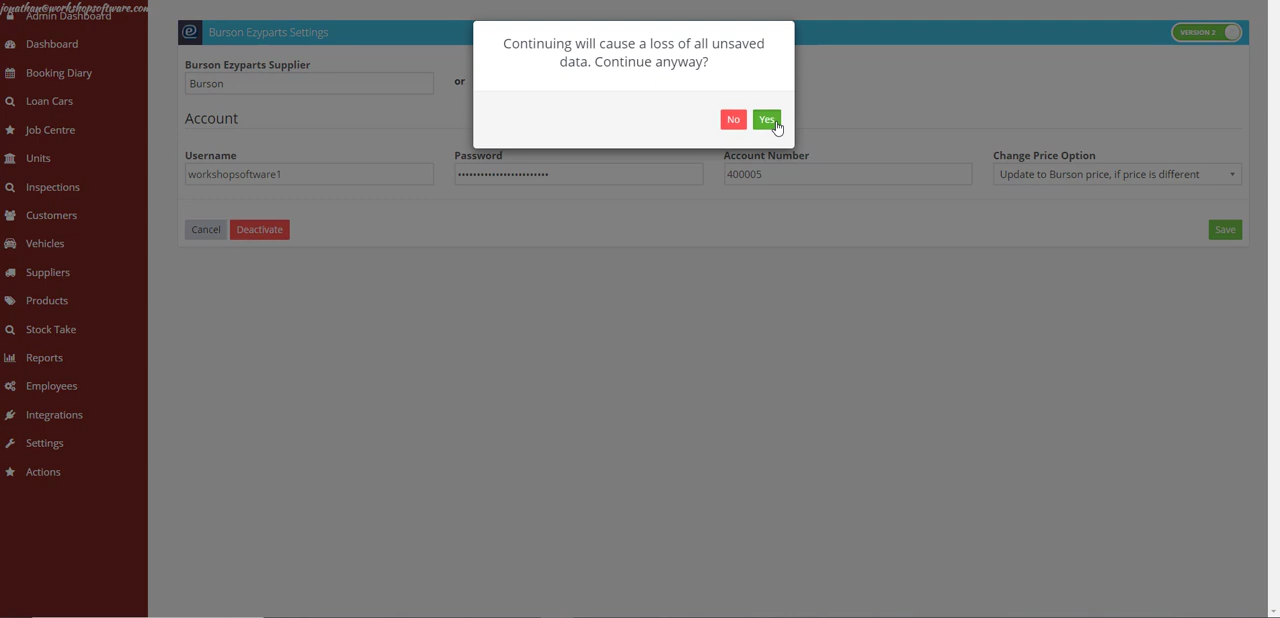 jonathan@workshopsoftware.com
Admin Dashboard
Dashboard
Booking Diary
Loan Cars
Job Centre
Units
Inspections
Customers
Vehicles
Suppliers
Products
Stock Take
Reports
Employees
Integrations
Settings
Actions
Burson Ezyparts Settings
VERSION 2
Continuing will cause a loss of all unsaved
data. Continue anyway?
No Yes
Burson Ezyparts Supplier
Burson
or
Account
Username Password Account Number Change Price Option
workshopsoftware1 •••••••••••••••••••••••• 400005 Update to Burson price, if price is different
Cancel Deactivate Save